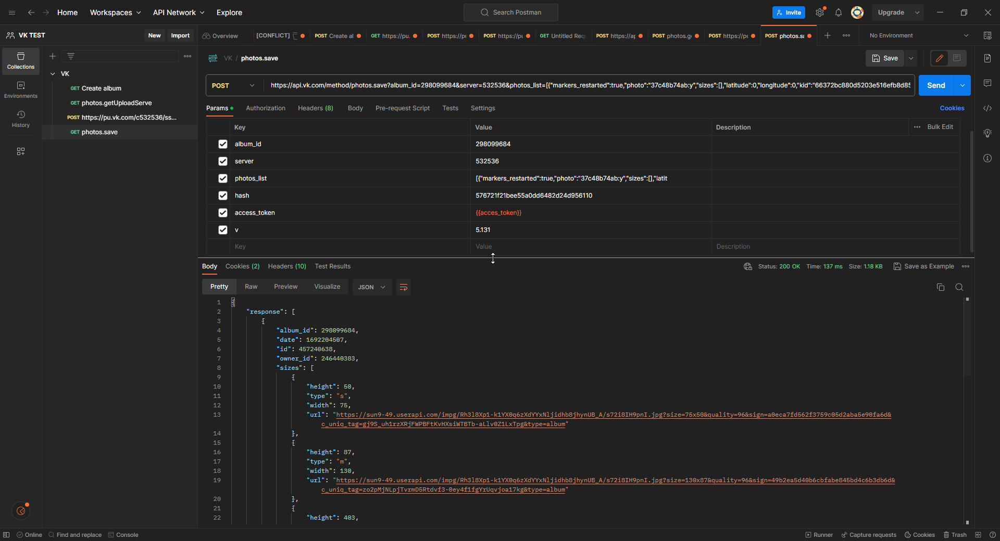 Home Workspaces API Network Explore Search Postman Invite Upgrade
VK TEST New Import Overview [CONFLICT] POST Create al GET https://pu. POST https://pu POST https://pu GET Untitled Req POST https://ap POST photos.ge POST https://pu POST photos.sa No Environment
Collections
Environments
History
VK
GET Create album
GET photos.getUploadServe
POST https://pu.vk.com/c532536/ss...
GET photos.save
HTTP VK / photos.save Save
POST https://api.vk.com/method/photos.save?album_id=298099684&server=532536&photos_list=[{"markers_restarted":true,"photo":"37c48b74ab:y","sizes":[],"latitude":0,"longitude":0,"kid":"66372bc880d5203e516efb8d85 Send
Params Authorization Headers (8) Body Pre-request Script Tests Settings Cookies
Key Value Description Bulk Edit
album_id 298099684
server 532536
photos_list [{"markers_restarted":true,"photo":"37c48b74ab:y","sizes":[],"latit
hash 576721f21bee55a0dd6482d24d956110
access_token {{acces_token}}
v 5.131
Key Value Description
Body Cookies (2) Headers (10) Test Results Status: 200 OK Time: 137 ms Size: 1.18 KB Save as Example
Pretty Raw Preview Visualize JSON
1 {
2 "response": [
3 {
4 "album_id": 298099684,
5 "date": 1692204507,
6 "id": 457240638,
7 "owner_id": 246440383,
8 "sizes": [
9 {
10 "height": 50,
11 "type": "s",
12 "width": 75,
13 "url": "https://sun9-49.userapi.com/impg/Rh3l8Xp1-k1YX0q6zXdYYxNljidhb8jhynUB_A/s72i8IH9pnI.jpg?size=75x50&quality=96&sign=a0eca7fd562f3759c05d2aba5e90fa6d&
c_uniq_tag=gj9S_uh1rzXRjFWPBFtKvHXsiWTBTb-aLlv0Z1LxTpg&type=album"
14 },
15 {
16 "height": 87,
17 "type": "m",
18 "width": 130,
19 "url": "https://sun9-49.userapi.com/impg/Rh3l8Xp1-k1YX0q6zXdYYxNljidhb8jhynUB_A/s72i8IH9pnI.jpg?size=130x87&quality=96&sign=49b2ea5d40b6cbfabe845bd4c6b3db6d&
c_uniq_tag=zo2pMjNLpjTvrmD5Rtdvf3-0ey4f1fgYrUqvjoa17kg&type=album"
20 },
21 {
22 "height": 403,
Online Find and replace Console Runner Capture requests Cookies Trash